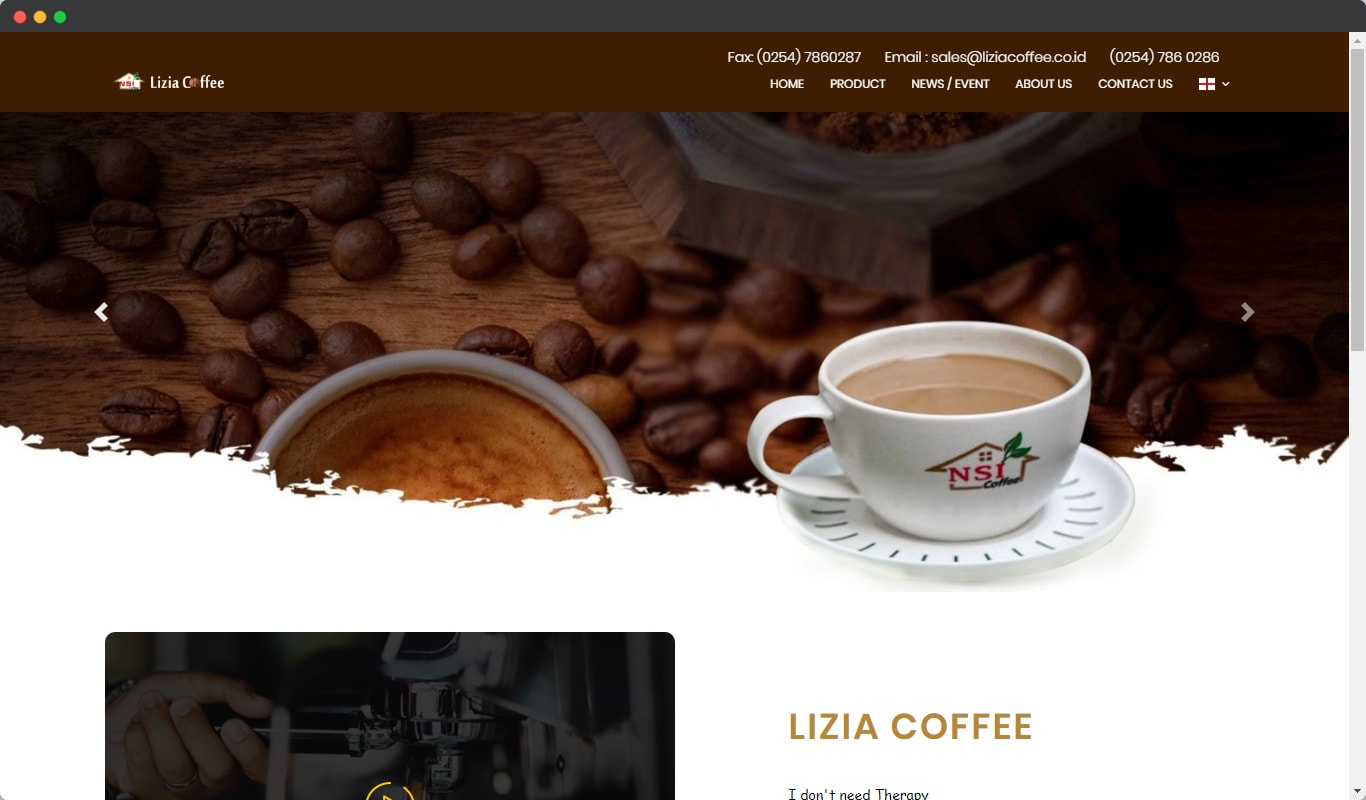 Fax: (0254) 7860287 Email : sales@liziacoffee.co.id (0254) 786 0286
NSI Lizia Coffee
HOME PRODUCT NEWS / EVENT ABOUT US CONTACT US
NSI
Coffee
LIZIA COFFEE
I don't need Therapy